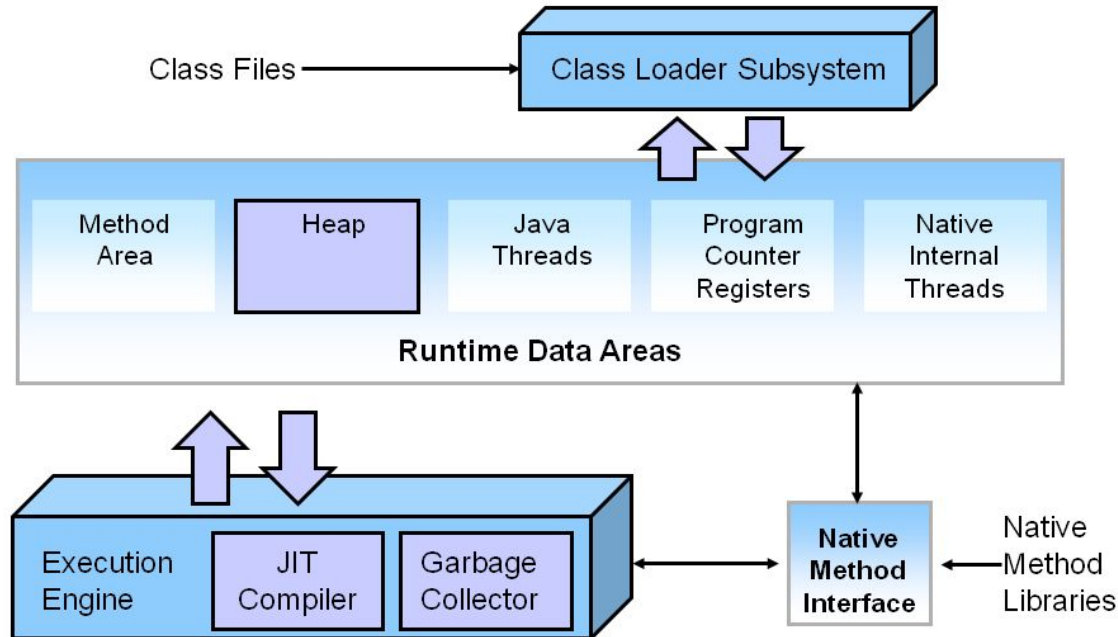 Class Files
Class Loader Subsystem
Method
Area
Heap
Java
Threads
Program
Counter
Registers
Native
Internal
Threads
Runtime Data Areas
Execution
Engine
JIT
Compiler
Garbage
Collector
Native
Method
Interface
Native
Method
Libraries